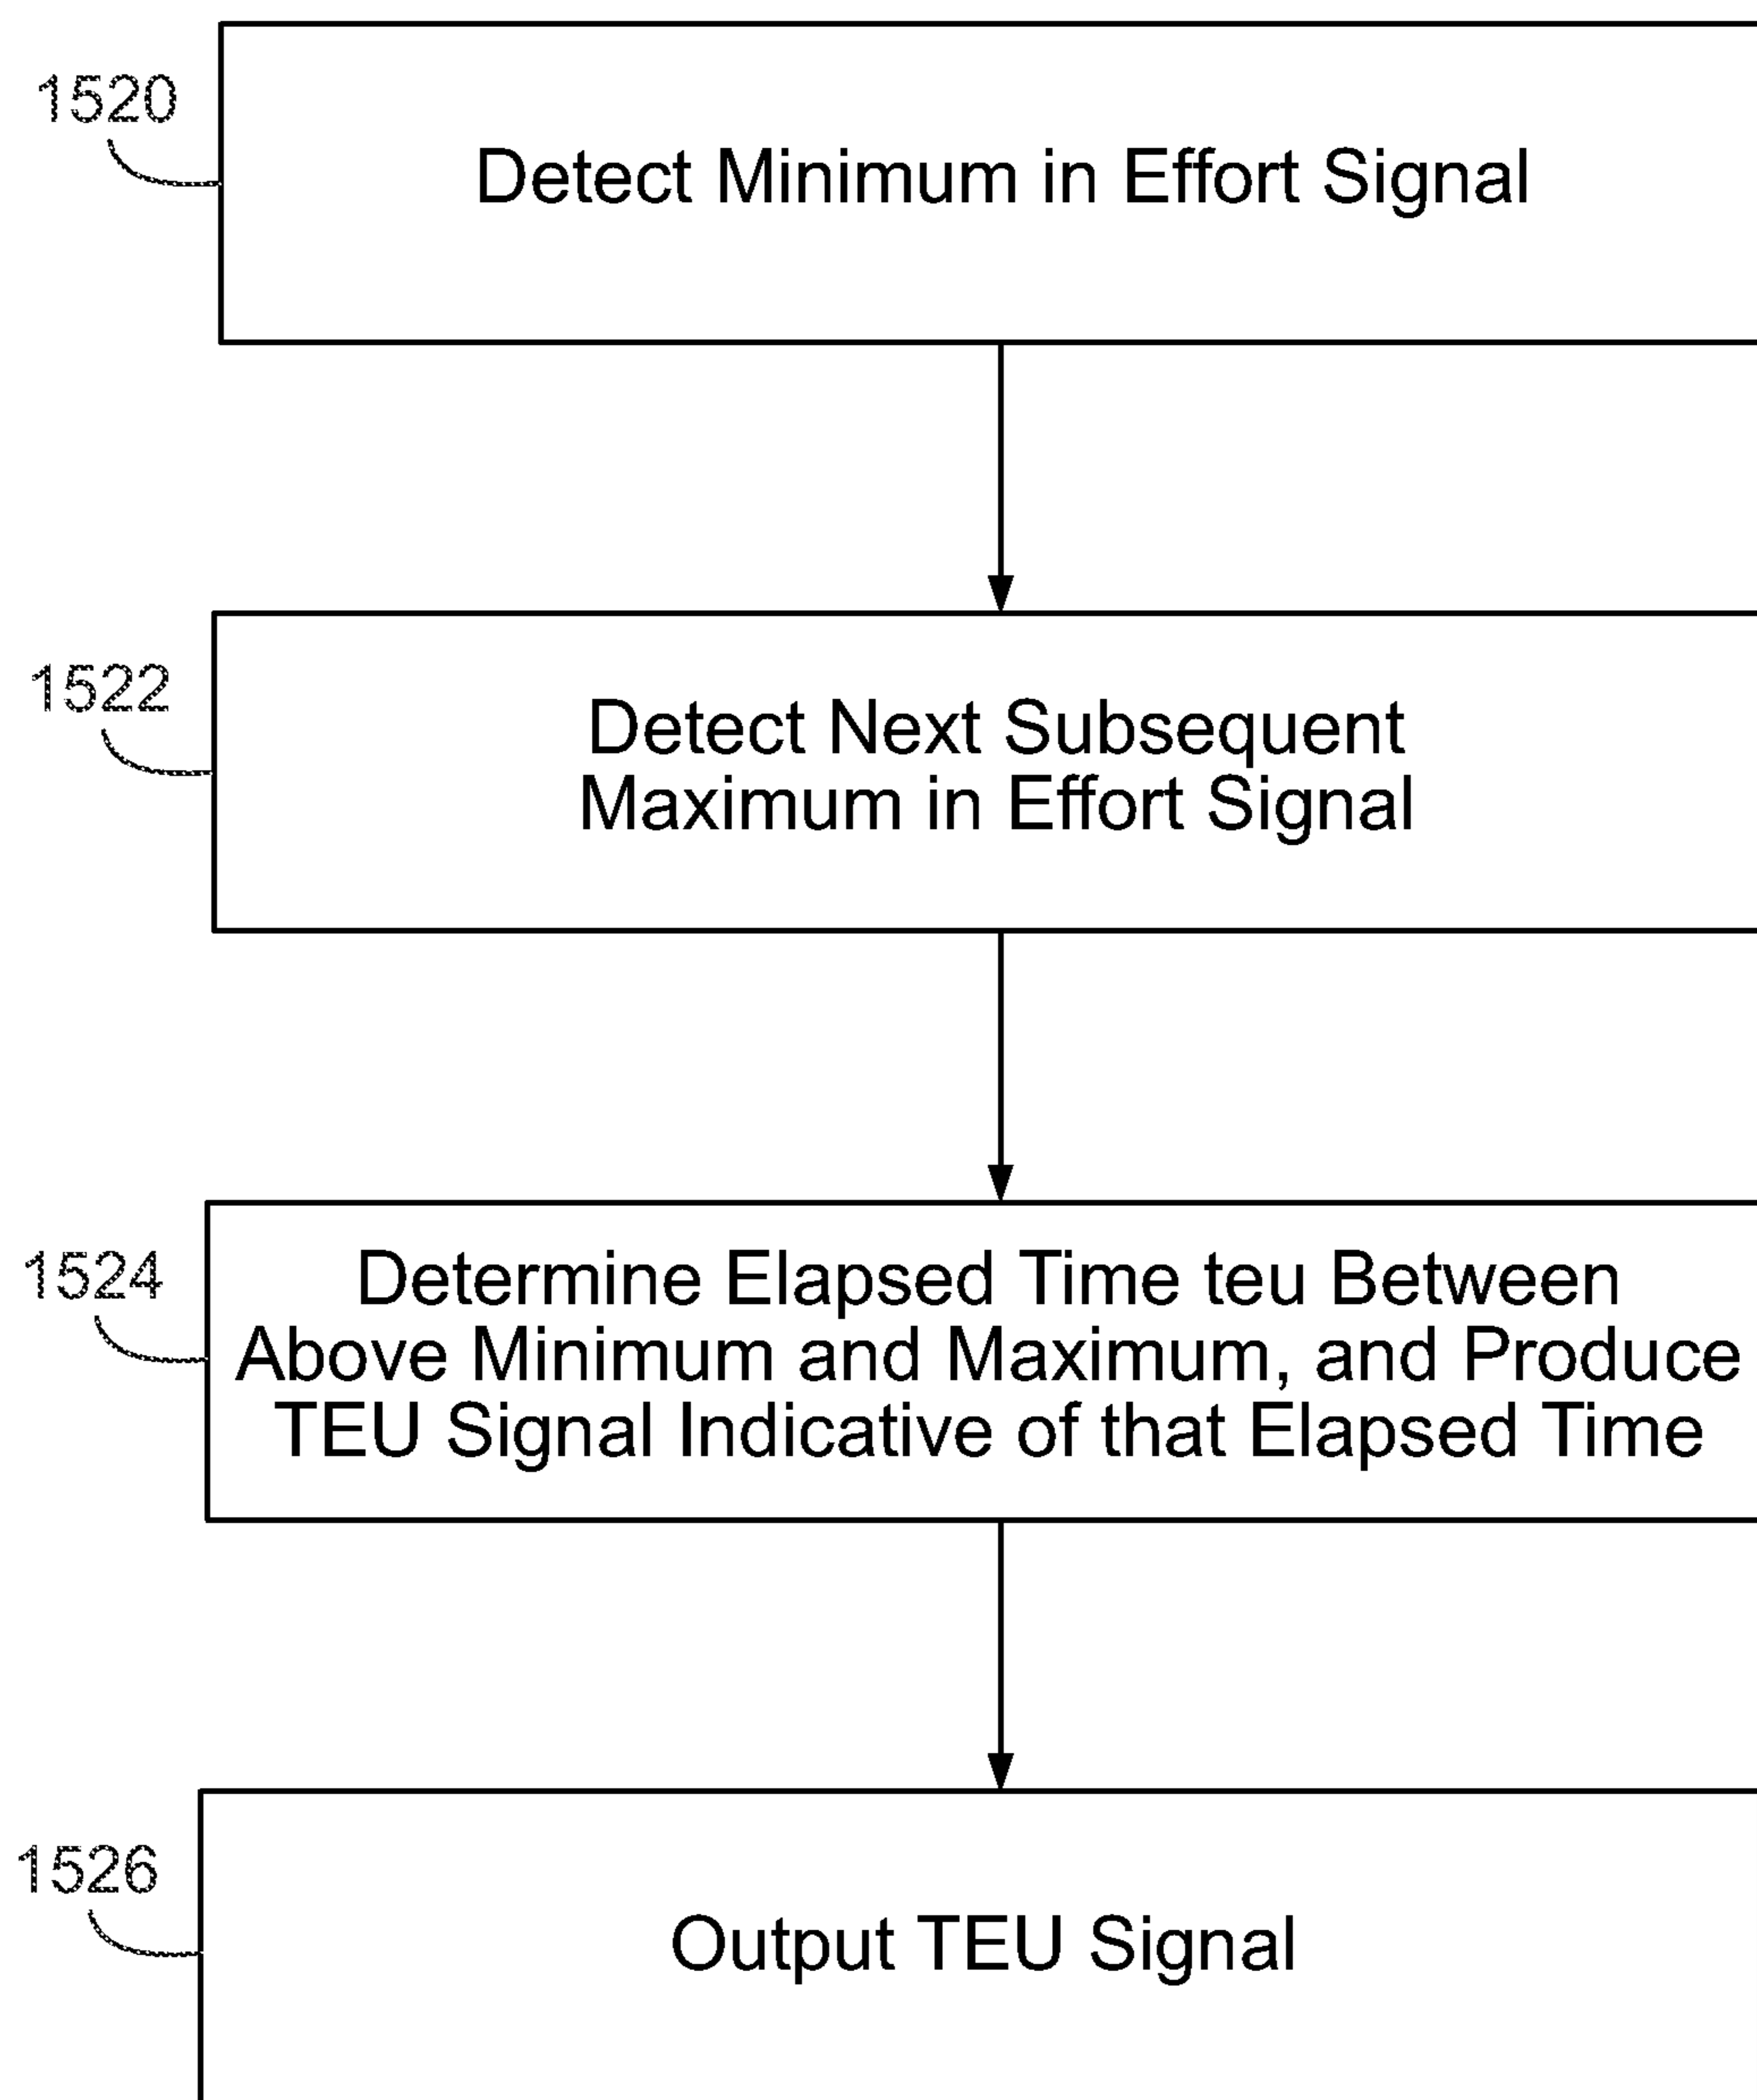 1520
Detect Minimum in Effort Signal
1522
Detect Next Subsequent
Maximum in Effort Signal
1524
Determine Elapsed Time teu Between
Above Minimum and Maximum, and Produce
TEU Signal Indicative of that Elapsed Time
1526
Output TEU Signal